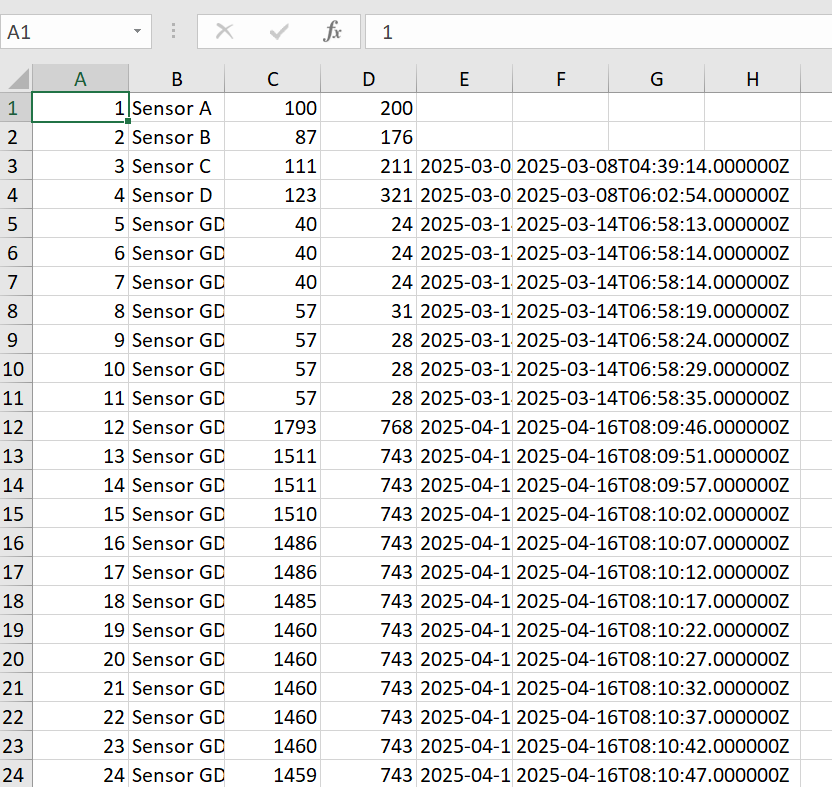 A1 fx 1
A B C D E F G H
1 1 Sensor A 100 200
2 2 Sensor B 87 176
3 3 Sensor C 111 211 2025-03-0 2025-03-08T04:39:14.000000Z
4 4 Sensor D 123 321 2025-03-0 2025-03-08T06:02:54.000000Z
5 5 Sensor GD 40 24 2025-03-1 2025-03-14T06:58:13.000000Z
6 6 Sensor GD 40 24 2025-03-1 2025-03-14T06:58:14.000000Z
7 7 Sensor GD 40 24 2025-03-1 2025-03-14T06:58:14.000000Z
8 8 Sensor GD 57 31 2025-03-1 2025-03-14T06:58:19.000000Z
9 9 Sensor GD 57 28 2025-03-1 2025-03-14T06:58:24.000000Z
10 10 Sensor GD 57 28 2025-03-1 2025-03-14T06:58:29.000000Z
11 11 Sensor GD 57 28 2025-03-1 2025-03-14T06:58:35.000000Z
12 12 Sensor GD 1793 768 2025-04-1 2025-04-16T08:09:46.000000Z
13 13 Sensor GD 1511 743 2025-04-1 2025-04-16T08:09:51.000000Z
14 14 Sensor GD 1511 743 2025-04-1 2025-04-16T08:09:57.000000Z
15 15 Sensor GD 1510 743 2025-04-1 2025-04-16T08:10:02.000000Z
16 16 Sensor GD 1486 743 2025-04-1 2025-04-16T08:10:07.000000Z
17 17 Sensor GD 1486 743 2025-04-1 2025-04-16T08:10:12.000000Z
18 18 Sensor GD 1485 743 2025-04-1 2025-04-16T08:10:17.000000Z
19 19 Sensor GD 1460 743 2025-04-1 2025-04-16T08:10:22.000000Z
20 20 Sensor GD 1460 743 2025-04-1 2025-04-16T08:10:27.000000Z
21 21 Sensor GD 1460 743 2025-04-1 2025-04-16T08:10:32.000000Z
22 22 Sensor GD 1460 743 2025-04-1 2025-04-16T08:10:37.000000Z
23 23 Sensor GD 1460 743 2025-04-1 2025-04-16T08:10:42.000000Z
24 24 Sensor GD 1459 743 2025-04-1 2025-04-16T08:10:47.000000Z